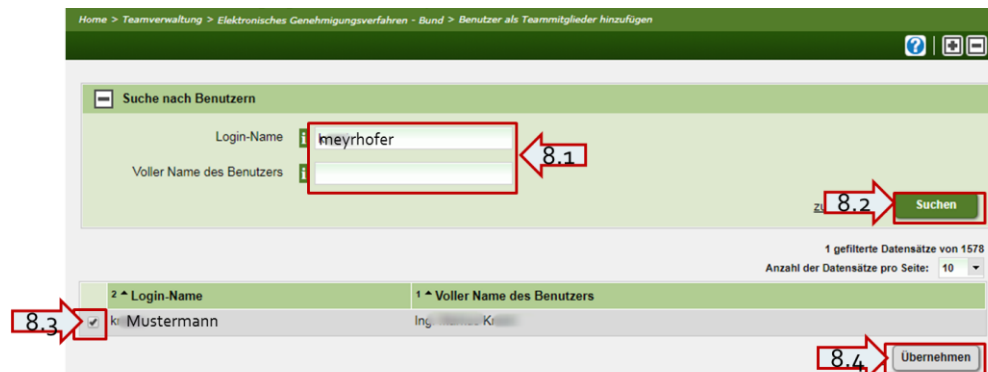 Home > Teamverwaltung > Elektronisches Genehmigungsverfahren - Bund > Benutzer als Teammitglieder hinzufügen
Suche nach Benutzern
Login-Name meyrhofer
8.1
Voller Name des Benutzers
8.2 Suchen
1 gefilterte Datensätze von 1578
Anzahl der Datensätze pro Seite: 10
2 Login-Name 1 Voller Name des Benutzers
8.3 Mustermann Ing
8.4 Übernehmen